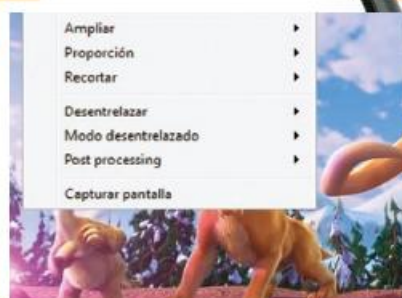 Ampliar
Proporción
Recortar
Desentrelazar
Modo desentrelazado
Post processing
Capturar pantalla